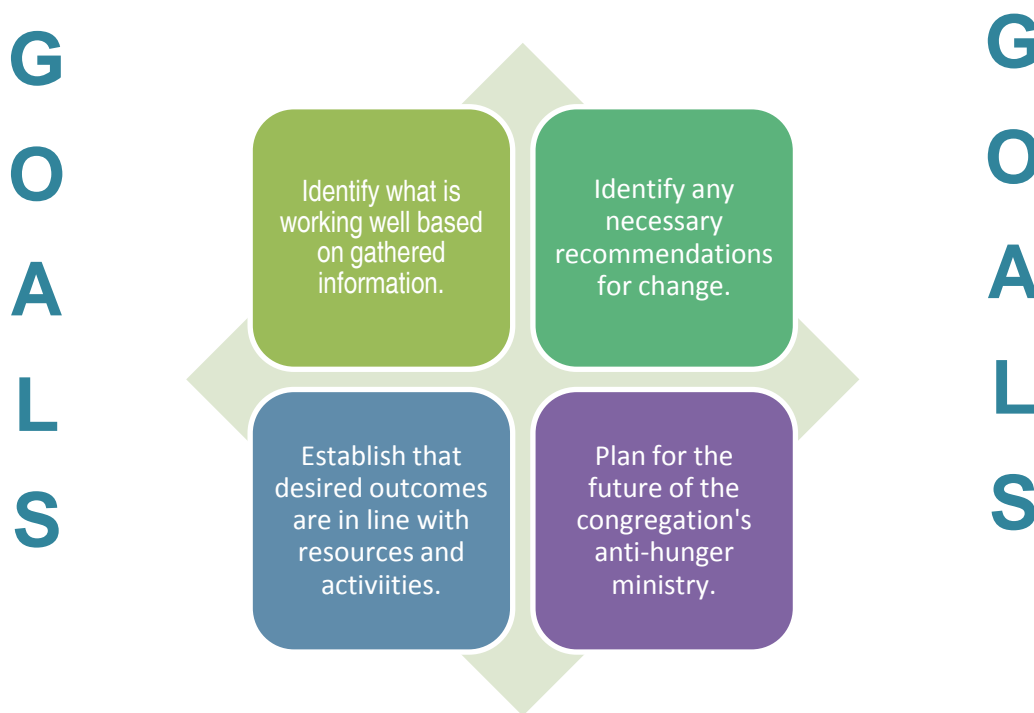 G
O
A
L
S
Identify what is
working well based
on gathered
information.
Identify any
necessary
recommendations
for change.
Establish that
desired outcomes
are in line with
resources and
activiities.
Plan for the
future of the
congregation's
anti-hunger
ministry.
G
O
A
L
S